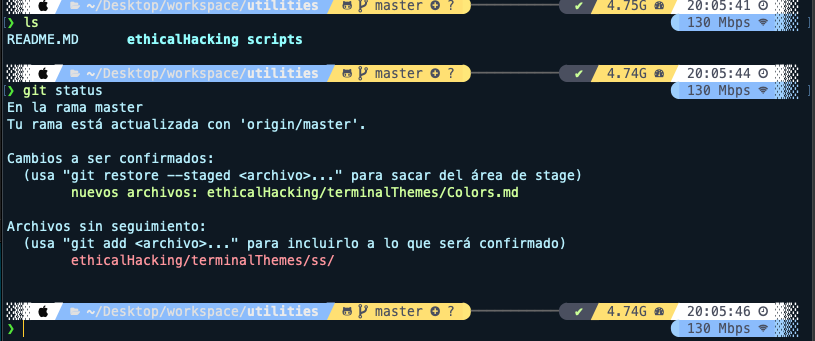 ~/Desktop/workspace/utilities master ? ✔ 4.75G 20:05:41
❯ ls 130 Mbps
README.MD ethicalHacking scripts
~/Desktop/workspace/utilities master ? ✔ 4.74G 20:05:44
❯ git status 130 Mbps
En la rama master
Tu rama está actualizada con 'origin/master'.
Cambios a ser confirmados:
(usa "git restore --staged <archivo>..." para sacar del área de stage)
nuevos archivos: ethicalHacking/terminalThemes/Colors.md
Archivos sin seguimiento:
(usa "git add <archivo>..." para incluirlo a lo que será confirmado)
ethicalHacking/terminalThemes/ss/
~/Desktop/workspace/utilities master ? ✔ 4.74G 20:05:46
❯ 130 Mbps